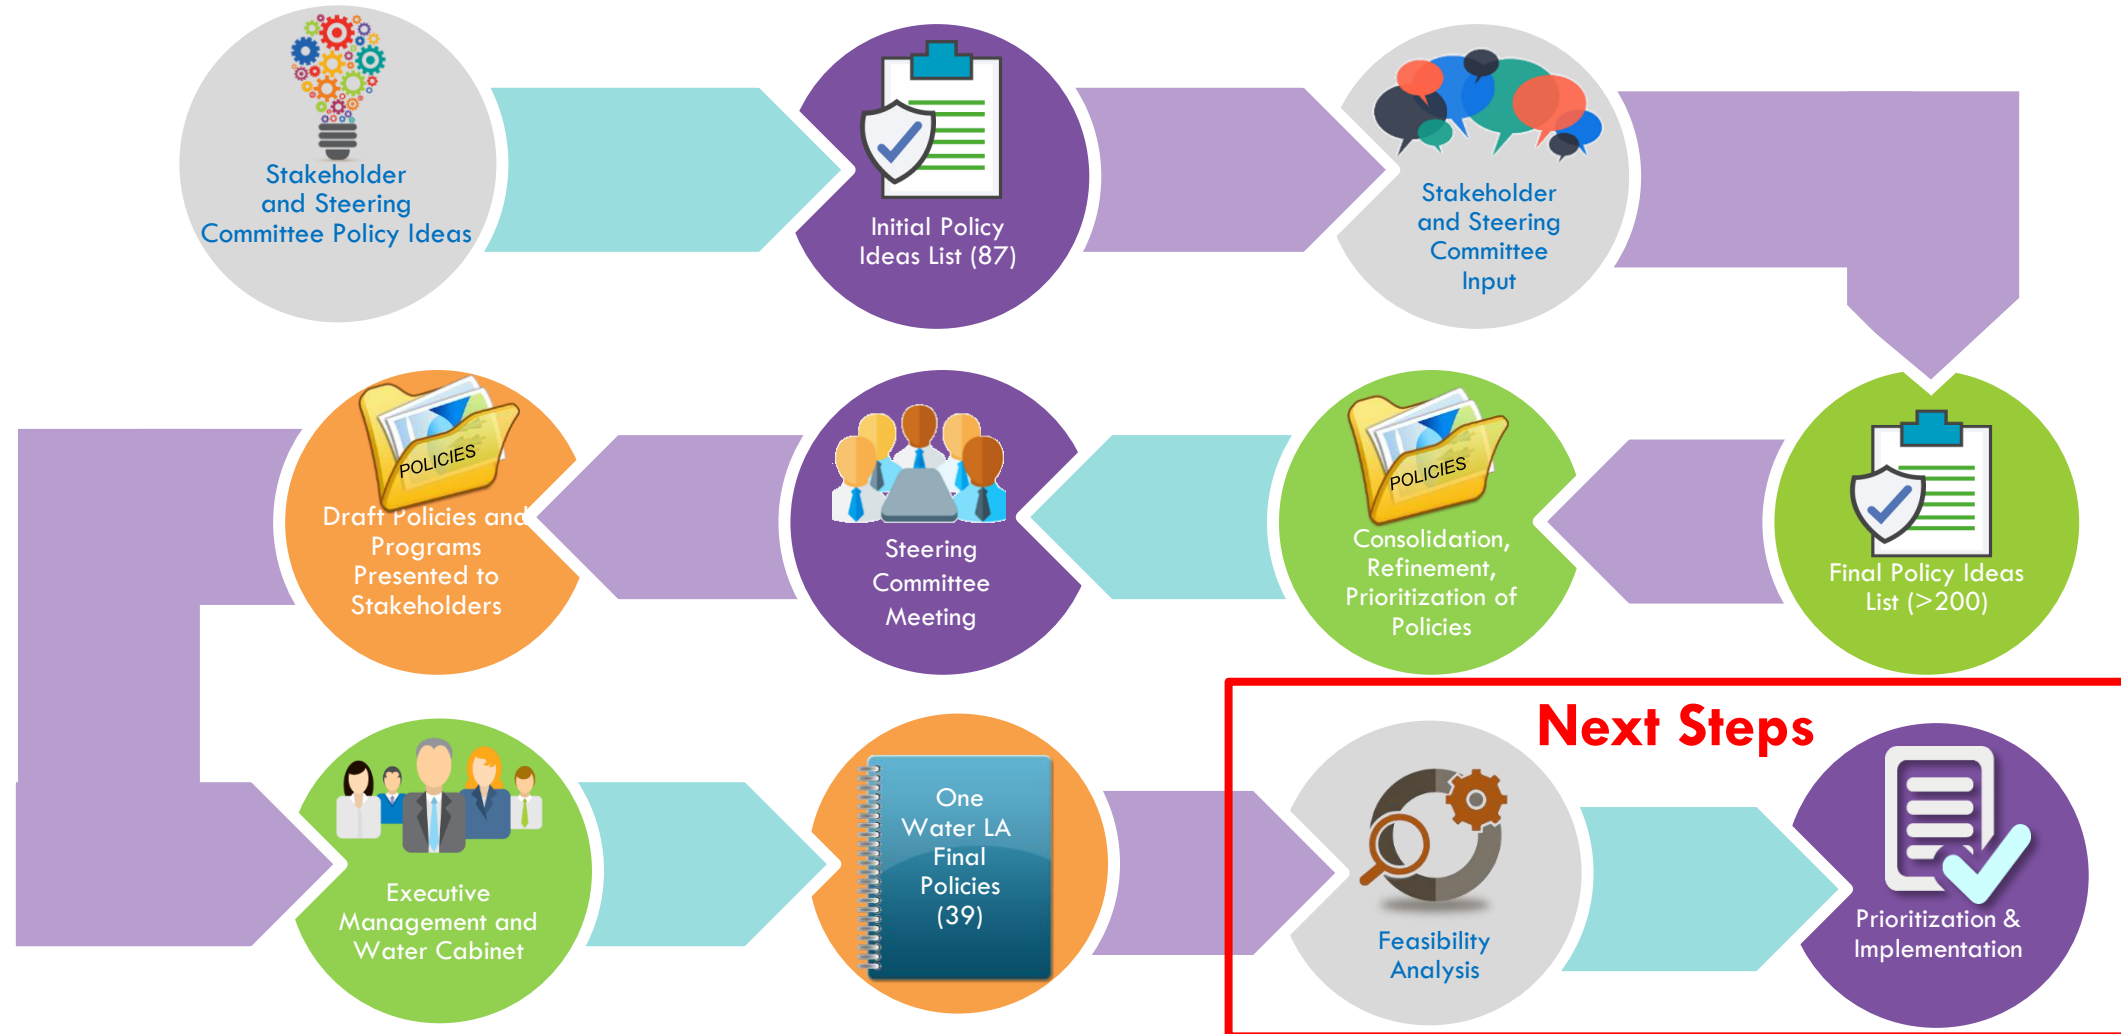 Stakeholder
and Steering
Committee Policy Ideas
Initial Policy
Ideas List (87)
Stakeholder
and Steering
Committee
Input
POLICIES
Draft Policies and
Programs
Presented to
Stakeholders
Steering
Committee
Meeting
POLICIES
Consolidation,
Refinement,
Prioritization of
Policies
Final Policy Ideas
List (>200)
Executive
Management and
Water Cabinet
One
Water LA
Final
Policies
(39)
Next Steps
Feasibility
Analysis
Prioritization &
Implementation